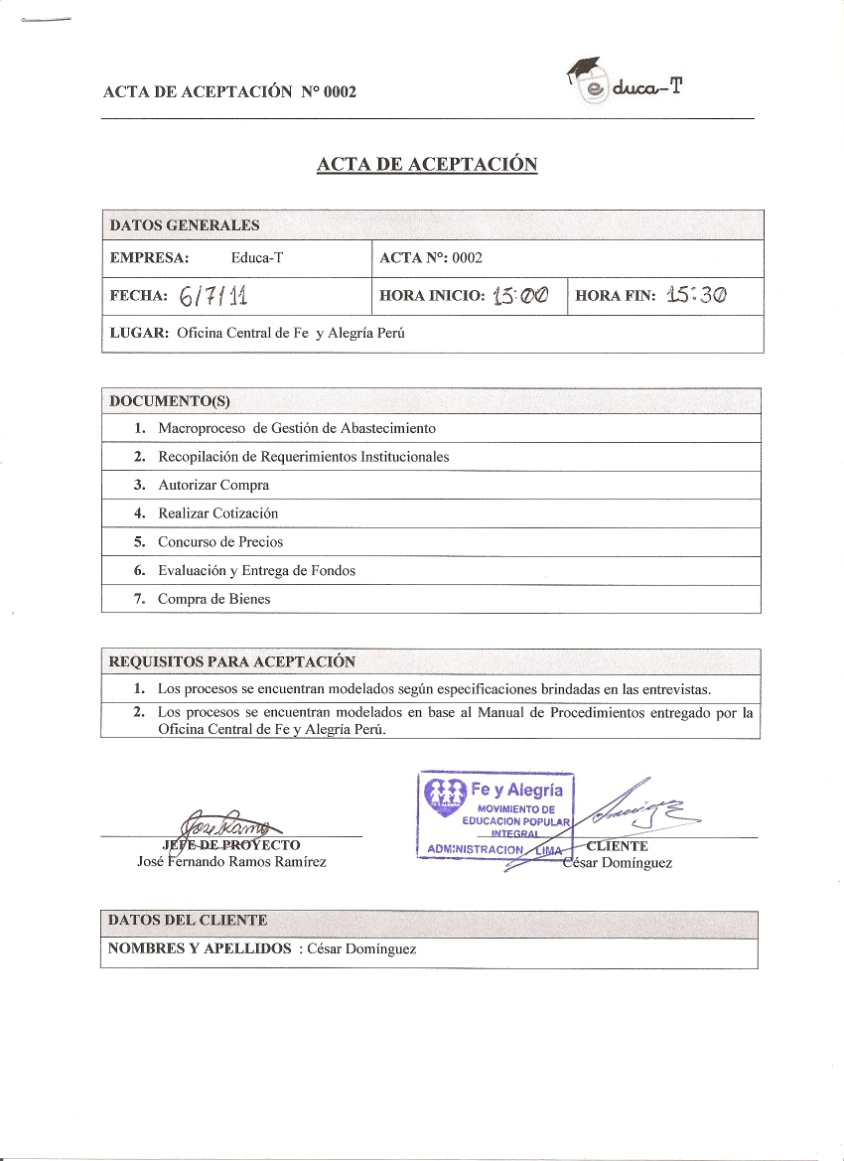 ACTA DE ACEPTACIÓN N° 0002
educa-T
ACTA DE ACEPTACIÓN
DATOS GENERALES
EMPRESA: Educa-T
ACTA N°: 0002
FECHA: 6/7/11
HORA INICIO: 15:00
HORA FIN: 15:30
LUGAR: Oficina Central de Fe y Alegría Perú
DOCUMENTO(S)
1. Macroproceso de Gestión de Abastecimiento
2. Recopilación de Requerimientos Institucionales
3. Autorizar Compra
4. Realizar Cotización
5. Concurso de Precios
6. Evaluación y Entrega de Fondos
7. Compra de Bienes
REQUISITOS PARA ACEPTACIÓN
1. Los procesos se encuentran modelados según especificaciones brindadas en las entrevistas.
2. Los procesos se encuentran modelados en base al Manual de Procedimientos entregado por la
Oficina Central de Fe y Alegría Perú.
Jose Ramo
JEFE DE PROYECTO
José Fernando Ramos Ramírez
Fe y Alegría
MOVIMIENTO DE
EDUCACION POPULAR
INTEGRAL
ADMINISTRACION LIMA
CLIENTE
César Domínguez
DATOS DEL CLIENTE
NOMBRES Y APELLIDOS : César Domínguez